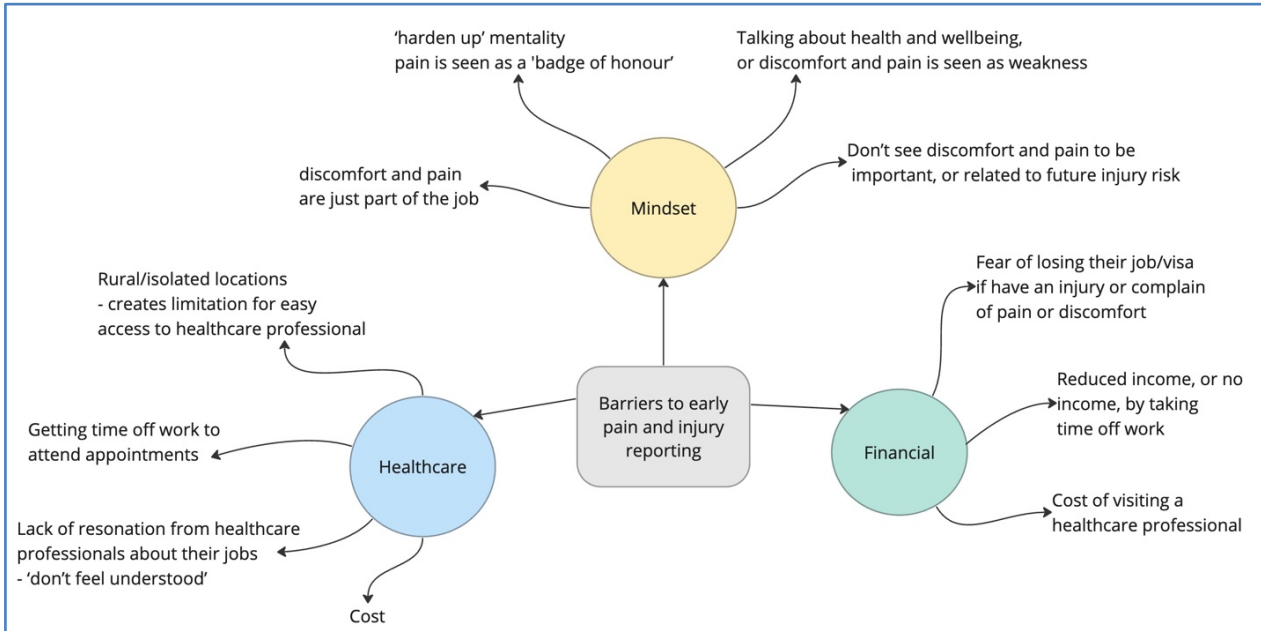 ‘harden up’ mentality
pain is seen as a 'badge of honour’
Talking about health and wellbeing,
or discomfort and pain is seen as weakness
discomfort and pain
are just part of the job
Mindset
Don’t see discomfort and pain to be
important, or related to future injury risk
Rural/isolated locations
- creates limitation for easy
access to healthcare professional
Fear of losing their job/visa
if have an injury or complain
of pain or discomfort
Barriers to early
pain and injury
reporting
Reduced income, or no
income, by taking
time off work
Getting time off work to
attend appointments
Healthcare
Financial
Cost of visiting a
healthcare professional
Lack of resonation from healthcare
professionals about their jobs
- ‘don’t feel understood’
Cost